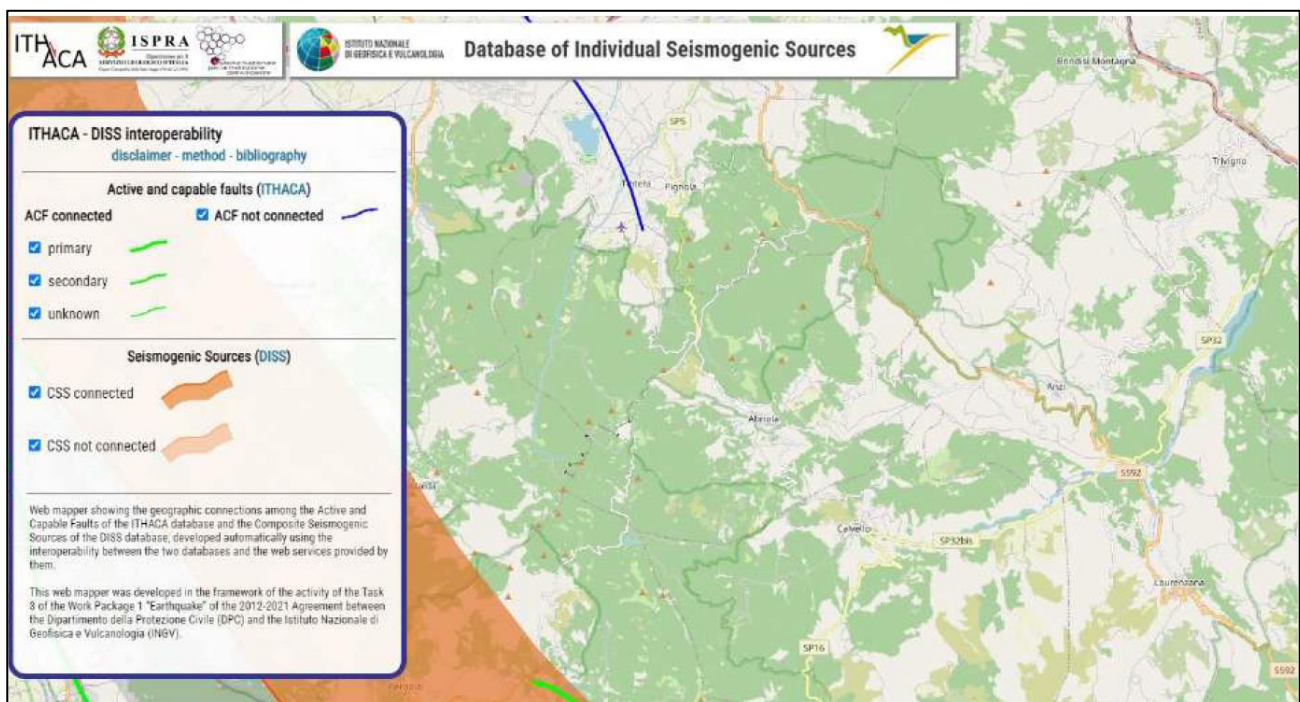 ITHACA
ISPRA
SERVIZIO GEOLOGICO D'ITALIA
ISTITUTO NAZIONALE
DI GEOFISICA E VULCANOLOGIA
Database of Individual Seismogenic Sources
ITHACA - DISS interoperability
disclaimer - method - bibliography
Active and capable faults (ITHACA)
ACF connected
ACF not connected
primary
secondary
unknown
Seismogenic Sources (DISS)
CSS connected
CSS not connected
Web mapper showing the geographic connections among the Active and
Capable Faults of the ITHACA database and the Composite Seismogenic
Sources of the DISS database, developed automatically using the
interoperability between the two databases and the web services provided by
them.
This web mapper was developed in the framework of the activity of the Task
3 of the Work Package 1 "Earthquake" of the 2012-2021 Agreement between
the Dipartimento della Protezione Civile (DPC) and the Istituto Nazionale di
Geofisica e Vulcanologia (INGV).
Brindisi Montagna
SP5
Trivigno
Pignola
SP32
Anzi
Abriola
SS92
Calvello
SP32bis
Laurenzana
SP16
SS92